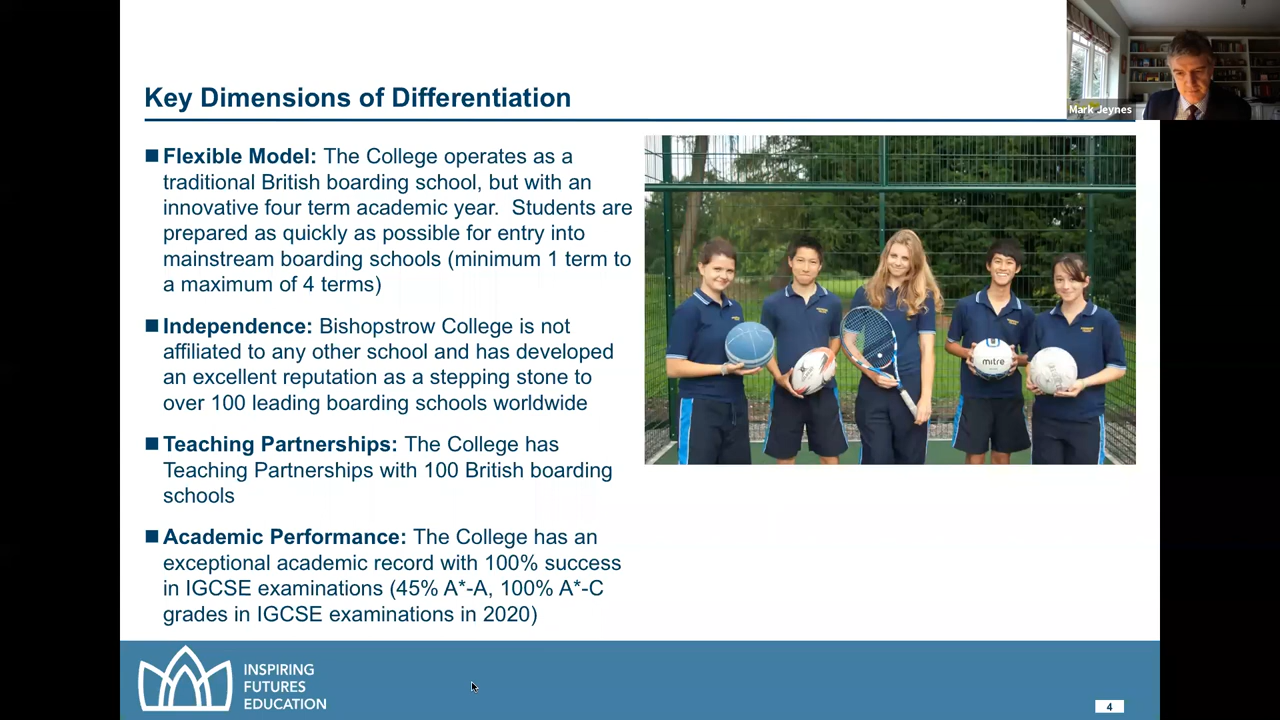 Mark Jeynes
Key Dimensions of Differentiation
Flexible Model: The College operates as a
traditional British boarding school, but with an
innovative four term academic year. Students are
prepared as quickly as possible for entry into
mainstream boarding schools (minimum 1 term to
a maximum of 4 terms)
Independence: Bishopstrow College is not
affiliated to any other school and has developed
an excellent reputation as a stepping stone to
over 100 leading boarding schools worldwide
Teaching Partnerships: The College has
Teaching Partnerships with 100 British boarding
schools
Academic Performance: The College has an
exceptional academic record with 100% success
in IGCSE examinations (45% A*-A, 100% A*-C
grades in IGCSE examinations in 2020)
mitre
INSPIRING
FUTURES
EDUCATION
4